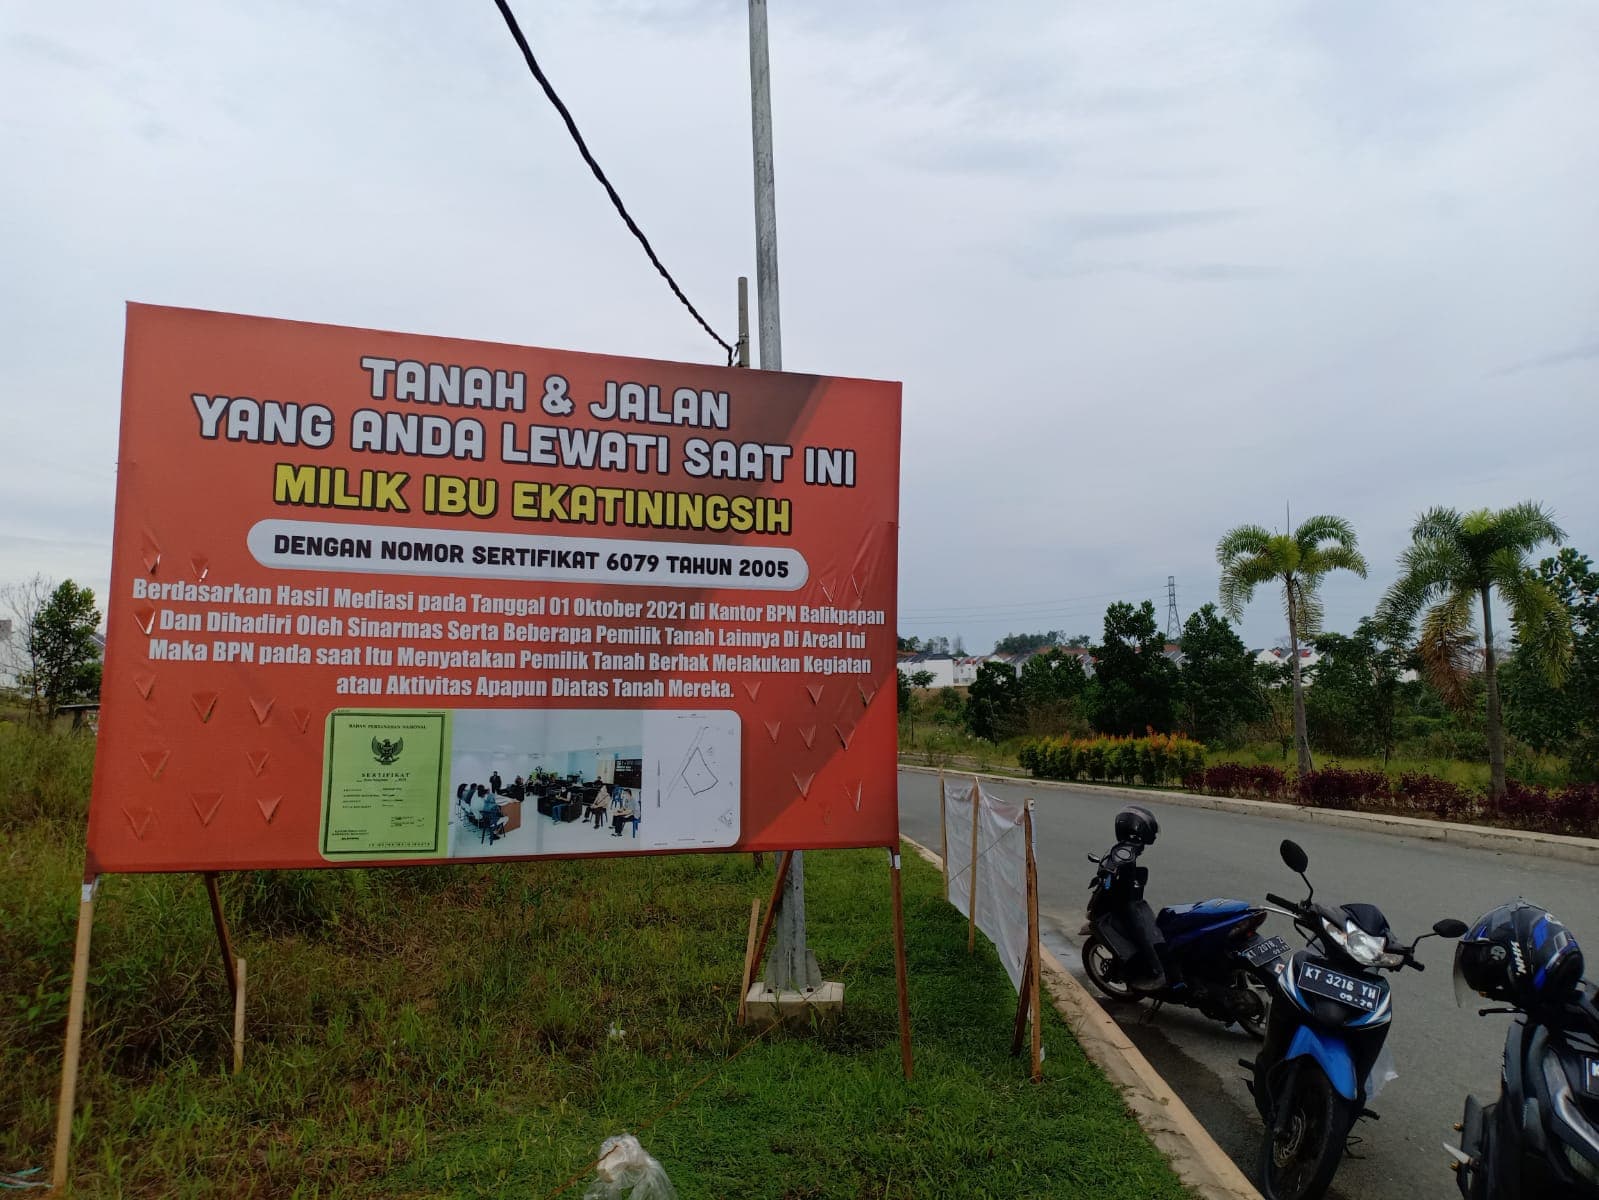 TANAH & JALAN
YANG ANDA LEWATI SAAT INI
MILIK IBU EKATININGSIH
DENGAN NOMOR SERTIFIKAT 6079 TAHUN 2005
Berdasarkan Hasil Mediasi pada Tanggal 01 Oktober 2021 di Kantor BPN Balikpapan
Dan Dihadiri Oleh Sinarmas Serta Beberapa Pemilik Tanah Lainnya Di Areal Ini
Maka BPN pada saat Itu Menyatakan Pemilik Tanah Berhak Melakukan Kegiatan
atau Aktivitas Apapun Diatas Tanah Mereka.
BADAN PERTANAHAN NASIONAL
SERTIFIKAT
KT 3216 YH